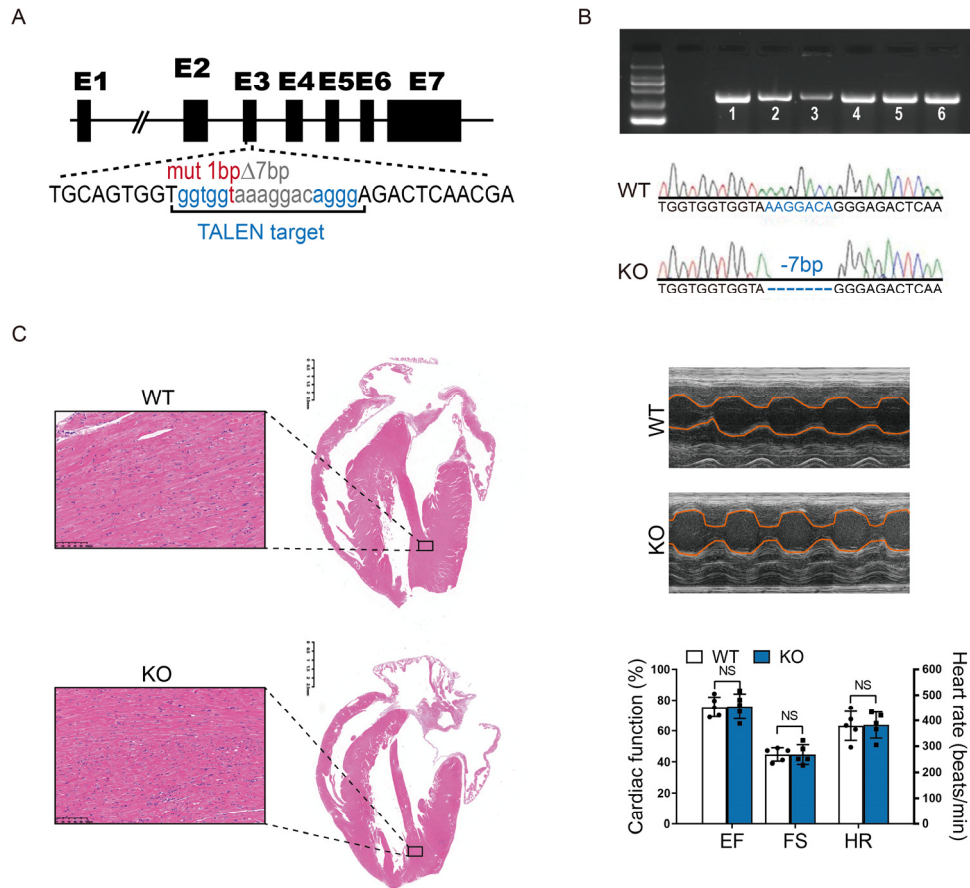 A
E1 E2 E3 E4 E5 E6 E7
mut 1bpΔ7bp
TGCAGTGGTggtggtaaaggacagggAGACTCAACGA
TALEN target
B
1 2 3 4 5 6
WT
TGGTGGTGGTAAAGGACAGGGAGACTCAA
KO
-7bp
TGGTGGTGGTA-------GGGAGACTCAA
C
WT
KO
WT
KO
WT KO
NS
NS
NS
Cardiac function (%)
100
80
60
40
20
0
Heart rate (beats/min)
600
500
400
300
200
100
0
EF FS HR